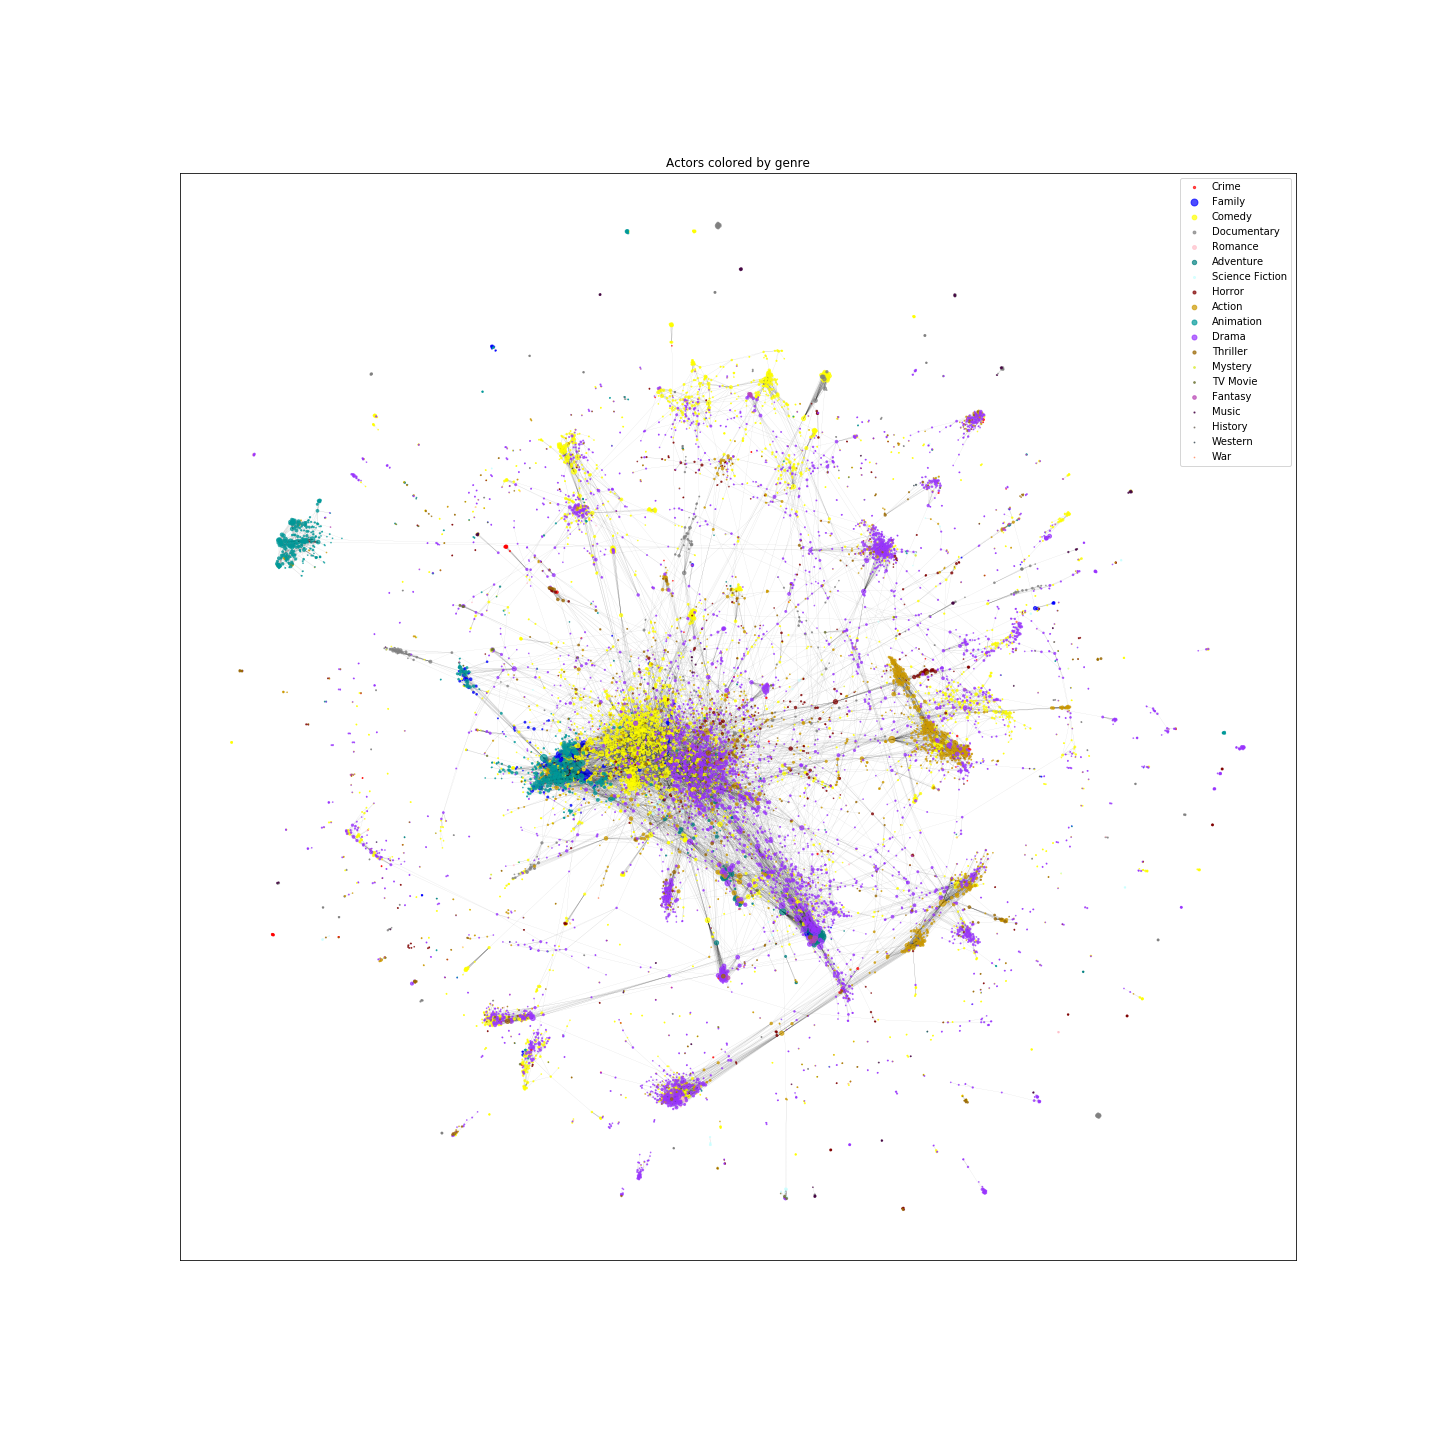 Actors colored by genre
Crime
Family
Comedy
Documentary
Romance
Adventure
Science Fiction
Horror
Action
Animation
Drama
Thriller
Mystery
TV Movie
Fantasy
Music
History
Western
War